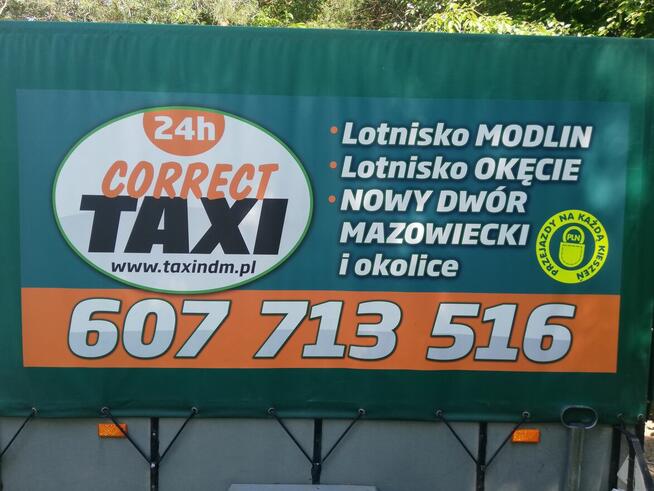 24h
CORRECT
TAXI
www.taxindm.pl
• Lotnisko MODLIN
• Lotnisko OKĘCIE
• NOWY DWÓR
MAZOWIECKI
i okolice
PRZEJAZDY NA KAŻDĄ KIESZEŃ
PLN
607 713 516